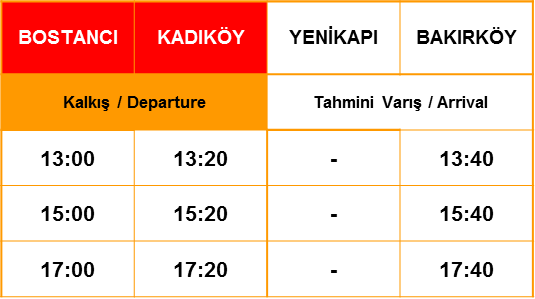 BOSTANCI KADIKÖY YENİKAPI BAKIRKÖY
Kalkış / Departure Tahmini Varış / Arrival
13:00 13:20 - 13:40
15:00 15:20 - 15:40
17:00 17:20 - 17:40